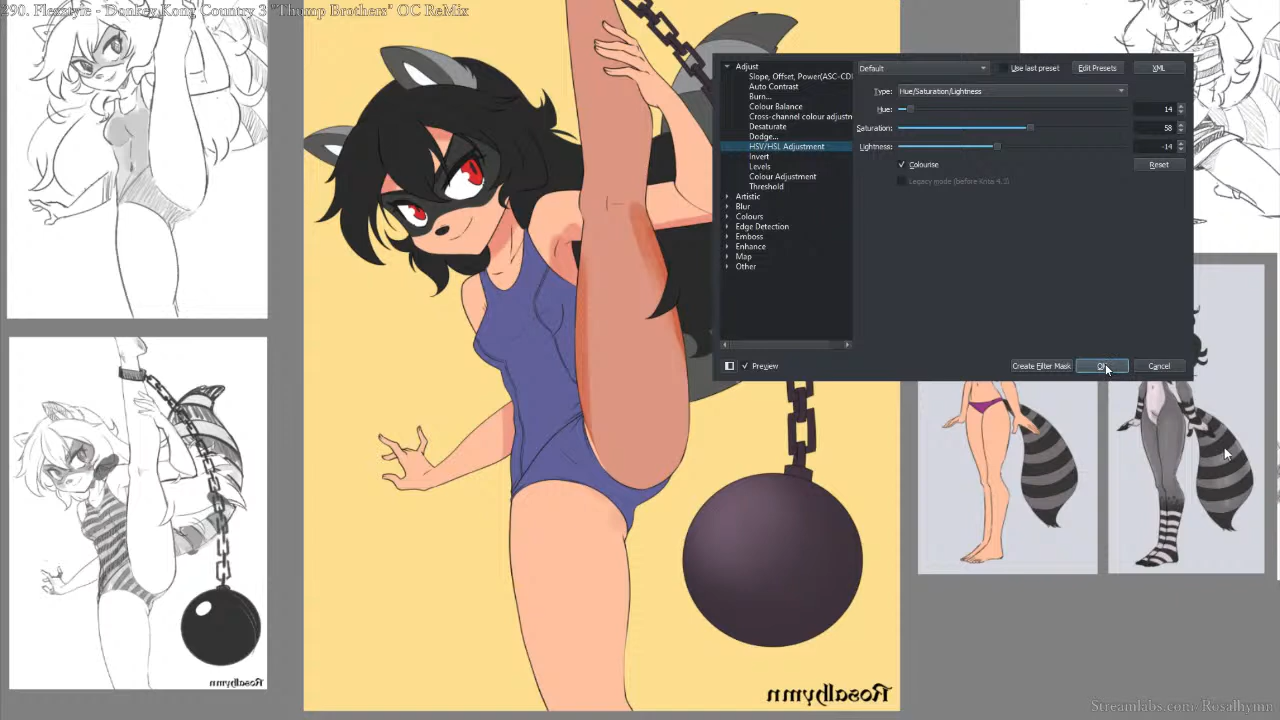 290. Flexstyle - Donkey Kong Country 3 "Thump Brothers" OC ReMix
Adjust
Slope, Offset, Power(ASC-CD
Auto Contrast
Burn...
Colour Balance
Cross-channel colour adjustm
Desaturate
Dodge...
HSV/HSL Adjustment
Invert
Levels
Colour Adjustment
Threshold
Artistic
Blur
Colours
Edge Detection
Emboss
Enhance
Map
Other
Default
Use last preset
Edit Presets
XML
Type: Hue/Saturation/Lightness
Hue: 14
Saturation: 58
Lightness: -14
Colourise
Reset
Legacy mode (before Krita 4.3)
Preview
Create Filter Mask
Cancel
Rosalhymn
Rosalhymn
Streamlabs.com/Rosalhymn